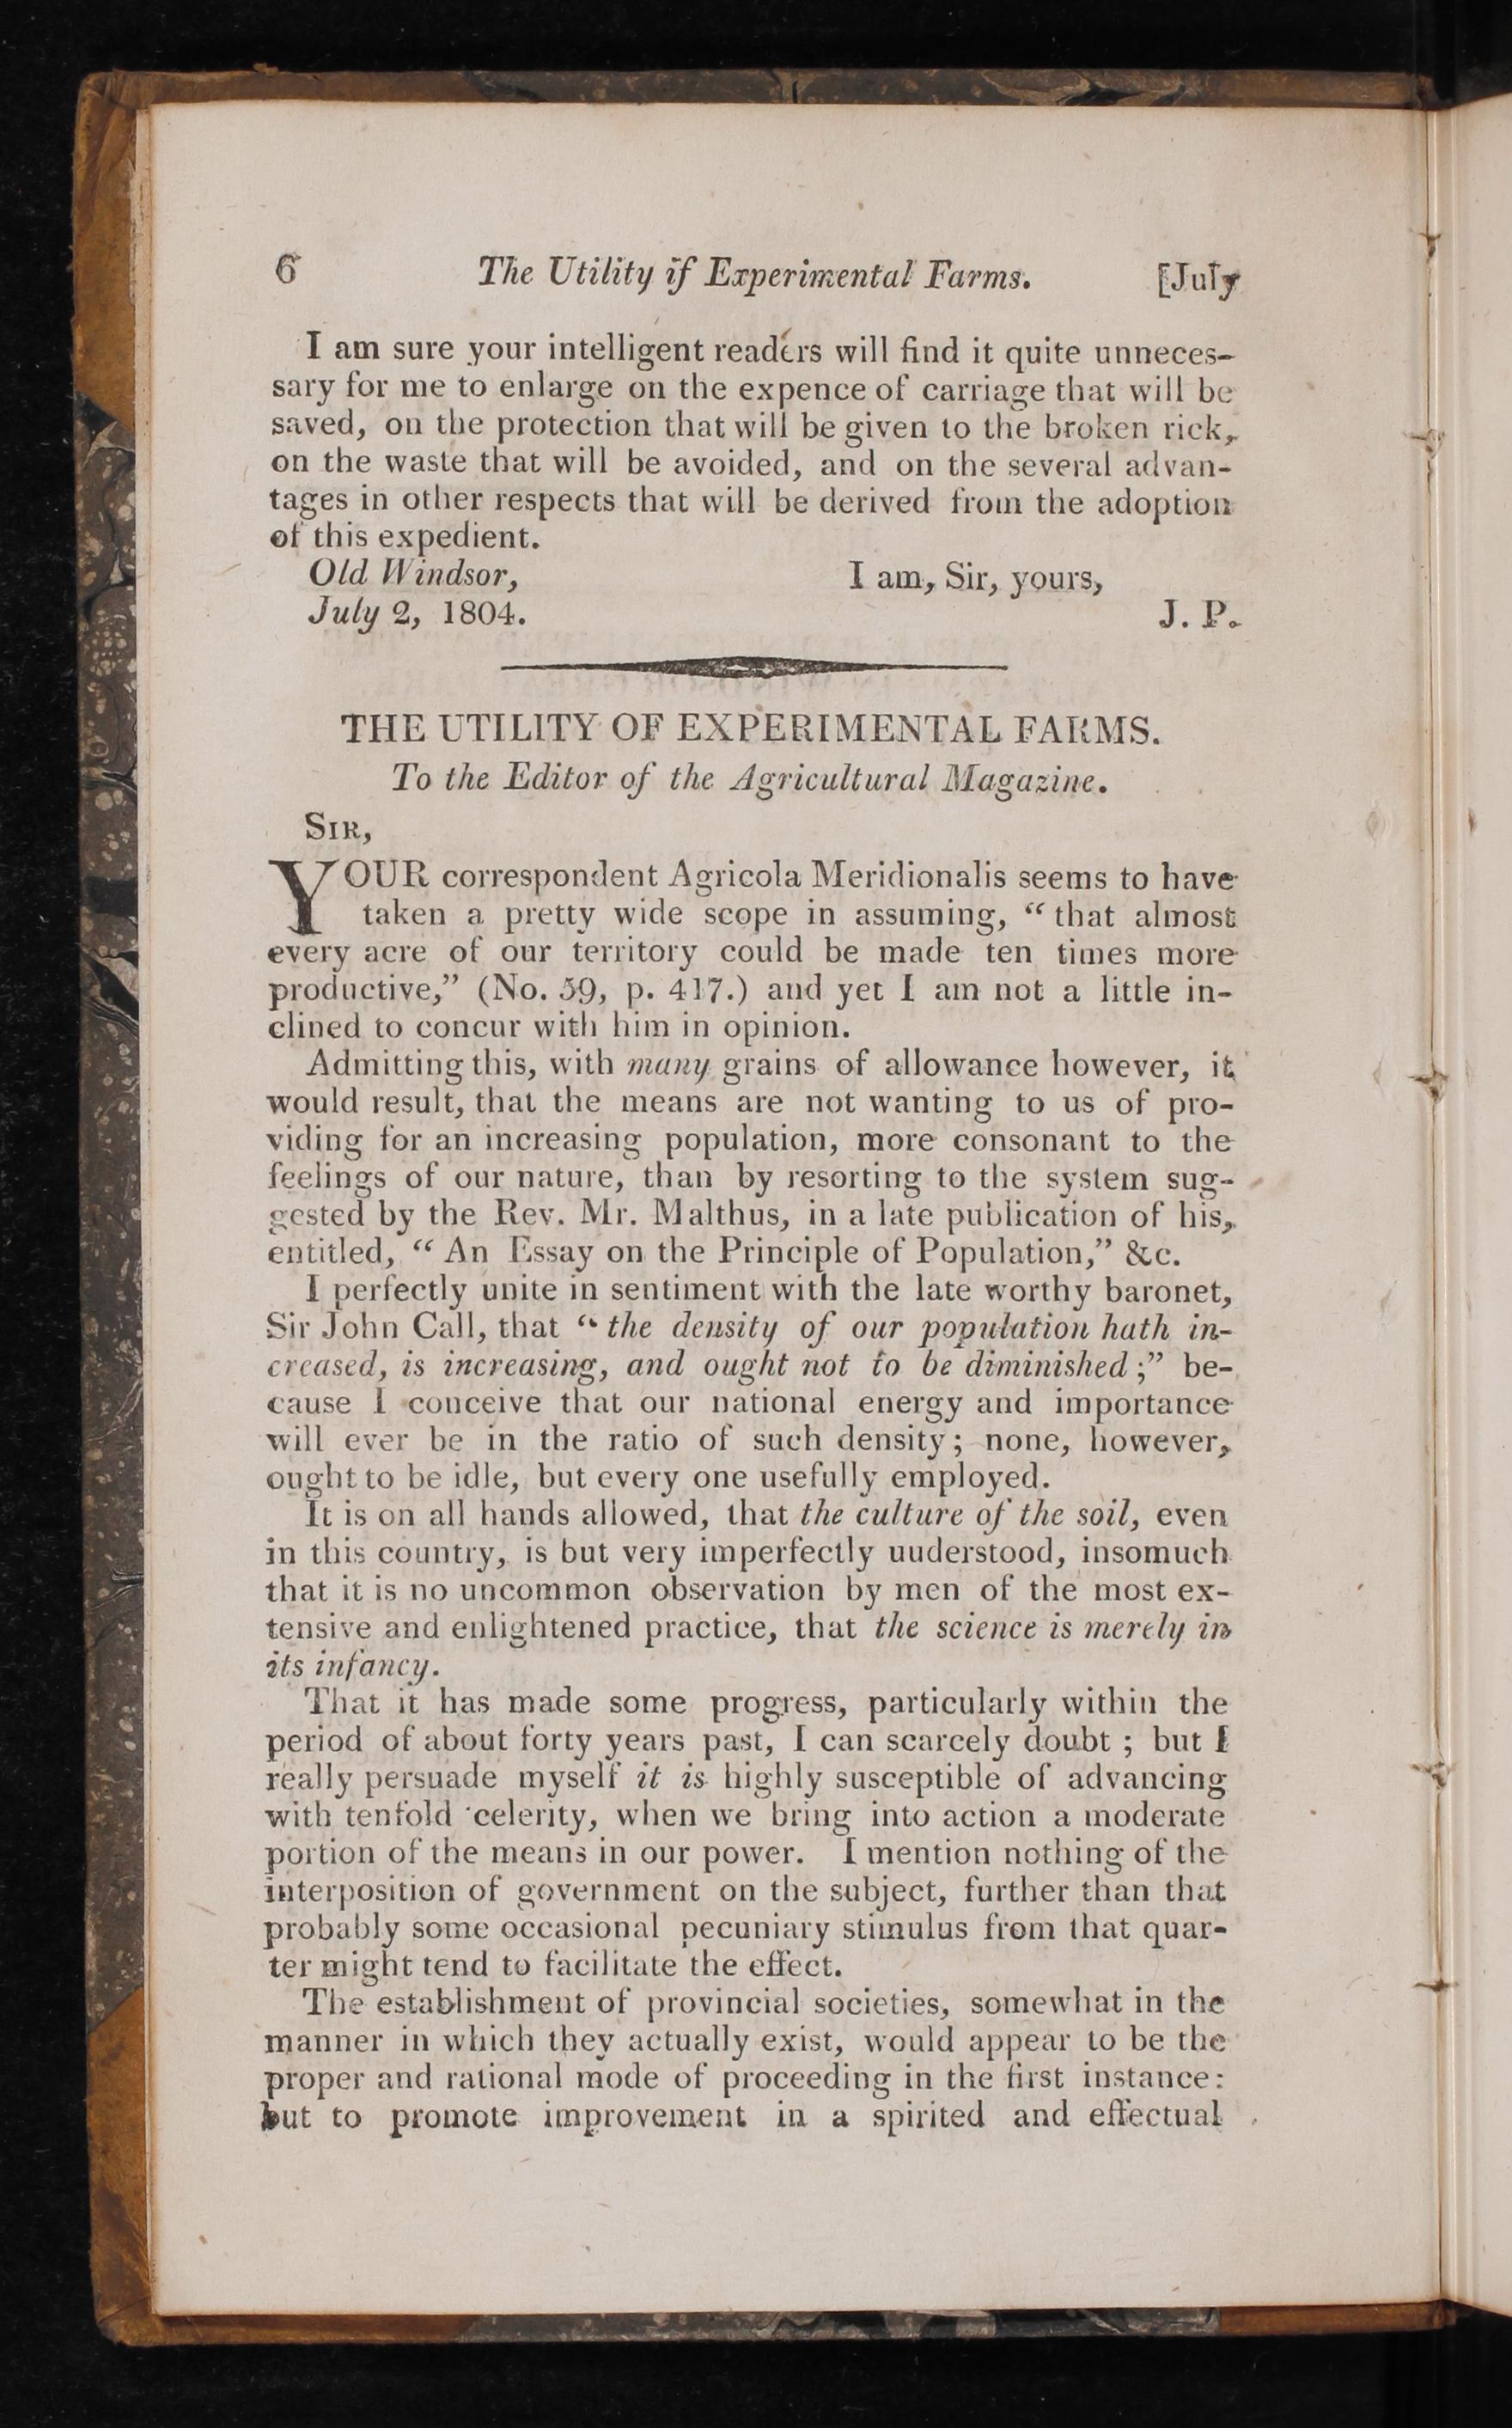 6 The Utility if Experimental Farms. [July
I am sure your intelligent readers will find it quite unneces-
sary for me to enlarge on the expence of carriage that will be
saved, on the protection that will be given to the broken rick,
on the waste that will be avoided, and on the several advan-
tages in other respects that will be derived from the adoption
of this expedient.
Old Windsor, I am, Sir, yours,
July 2, 1804. J. P.
THE UTILITY OF EXPERIMENTAL FARMS.
To the Editor of the Agricultural Magazine.
SIR,
YOUR correspondent Agricola Meridionalis seems to have
taken a pretty wide scope in assuming, “ that almost
every acre of our territory could be made ten times more
productive,” (No. 59, p. 417.) and yet I am not a little in-
clined to concur with him in opinion.
Admitting this, with many grains of allowance however, it
would result, that the means are not wanting to us of pro-
viding for an increasing population, more consonant to the
feelings of our nature, than by resorting to the system sug-
gested by the Rev. Mr. Malthus, in a late publication of his,
entitled, “ An Essay on the Principle of Population,” &c.
I perfectly unite in sentiment with the late worthy baronet,
Sir John Call, that “ the density of our population hath in-
creased, is increasing, and ought not to be diminished ;” be-
cause I conceive that our national energy and importance
will ever be in the ratio of such density; none, however,
ought to be idle, but every one usefully employed.
It is on all hands allowed, that the culture of the soil, even
in this country, is but very imperfectly uuderstood, insomuch
that it is no uncommon observation by men of the most ex-
tensive and enlightened practice, that the science is merely in
its infancy.
That it has made some progress, particularly within the
period of about forty years past, I can scarcely doubt ; but I
really persuade myself it is highly susceptible of advancing
with tenfold celerity, when we bring into action a moderate
portion of the means in our power. I mention nothing of the
interposition of government on the subject, further than that
probably some occasional pecuniary stimulus from that quar-
ter might tend to facilitate the effect.
The establishment of provincial societies, somewhat in the
manner in which they actually exist, would appear to be the
proper and rational mode of proceeding in the first instance:
but to promote improvement in a spirited and effectual